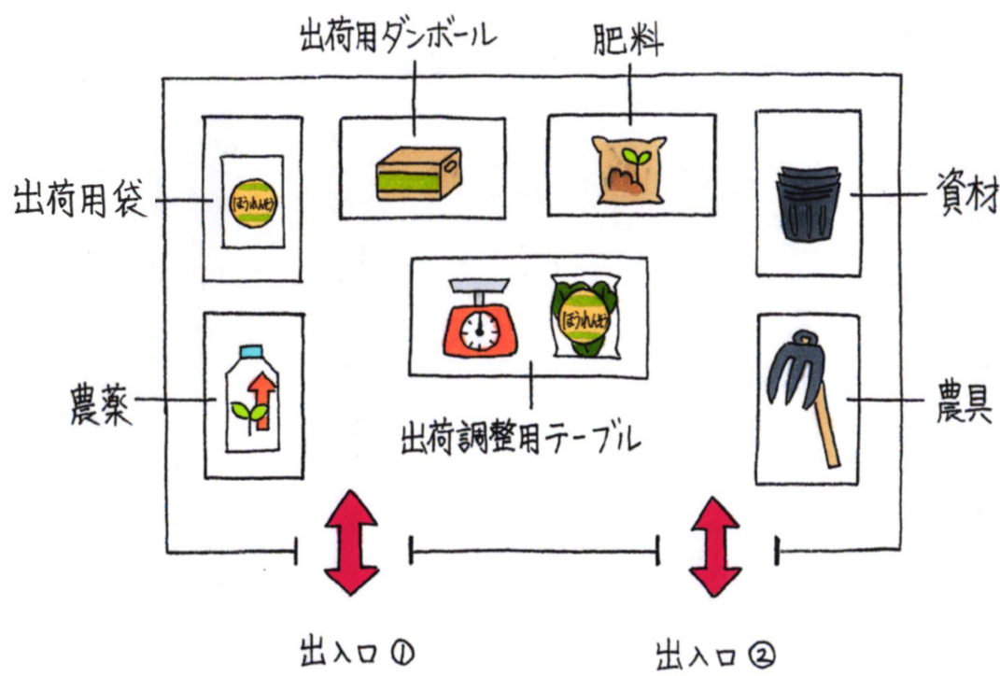 出荷用ダンボール
肥料
出荷用袋
ほうれんそう
資材
ほうれんそう
農薬
農具
出荷調整用テーブル
出入口①
出入口②